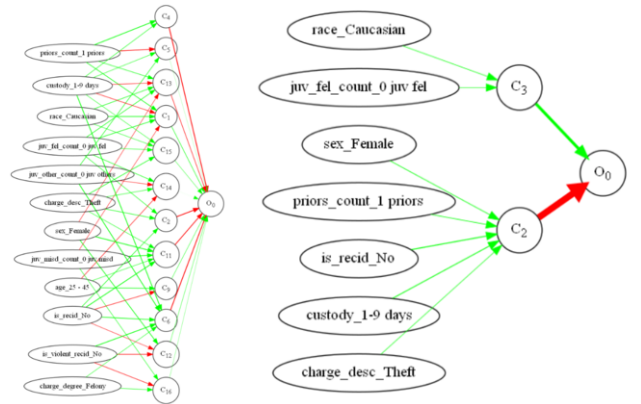 C4
priors_count_1 priors
C5
custody_1-9 days
C13
race_Caucasian
C1
juv_fel_count_0 juv fel
C15
juv_other_count_0 juv others
C14
charge_desc_Theft
C2
O0
sex_Female
juv_misd_count_0 juv misd
C11
age_25 - 45
C9
is_recid_No
C6
is_violent_recid_No
C12
charge_degree_Felony
C16
race_Caucasian
juv_fel_count_0 juv fel
C3
sex_Female
O0
priors_count_1 priors
C2
is_recid_No
custody_1-9 days
charge_desc_Theft